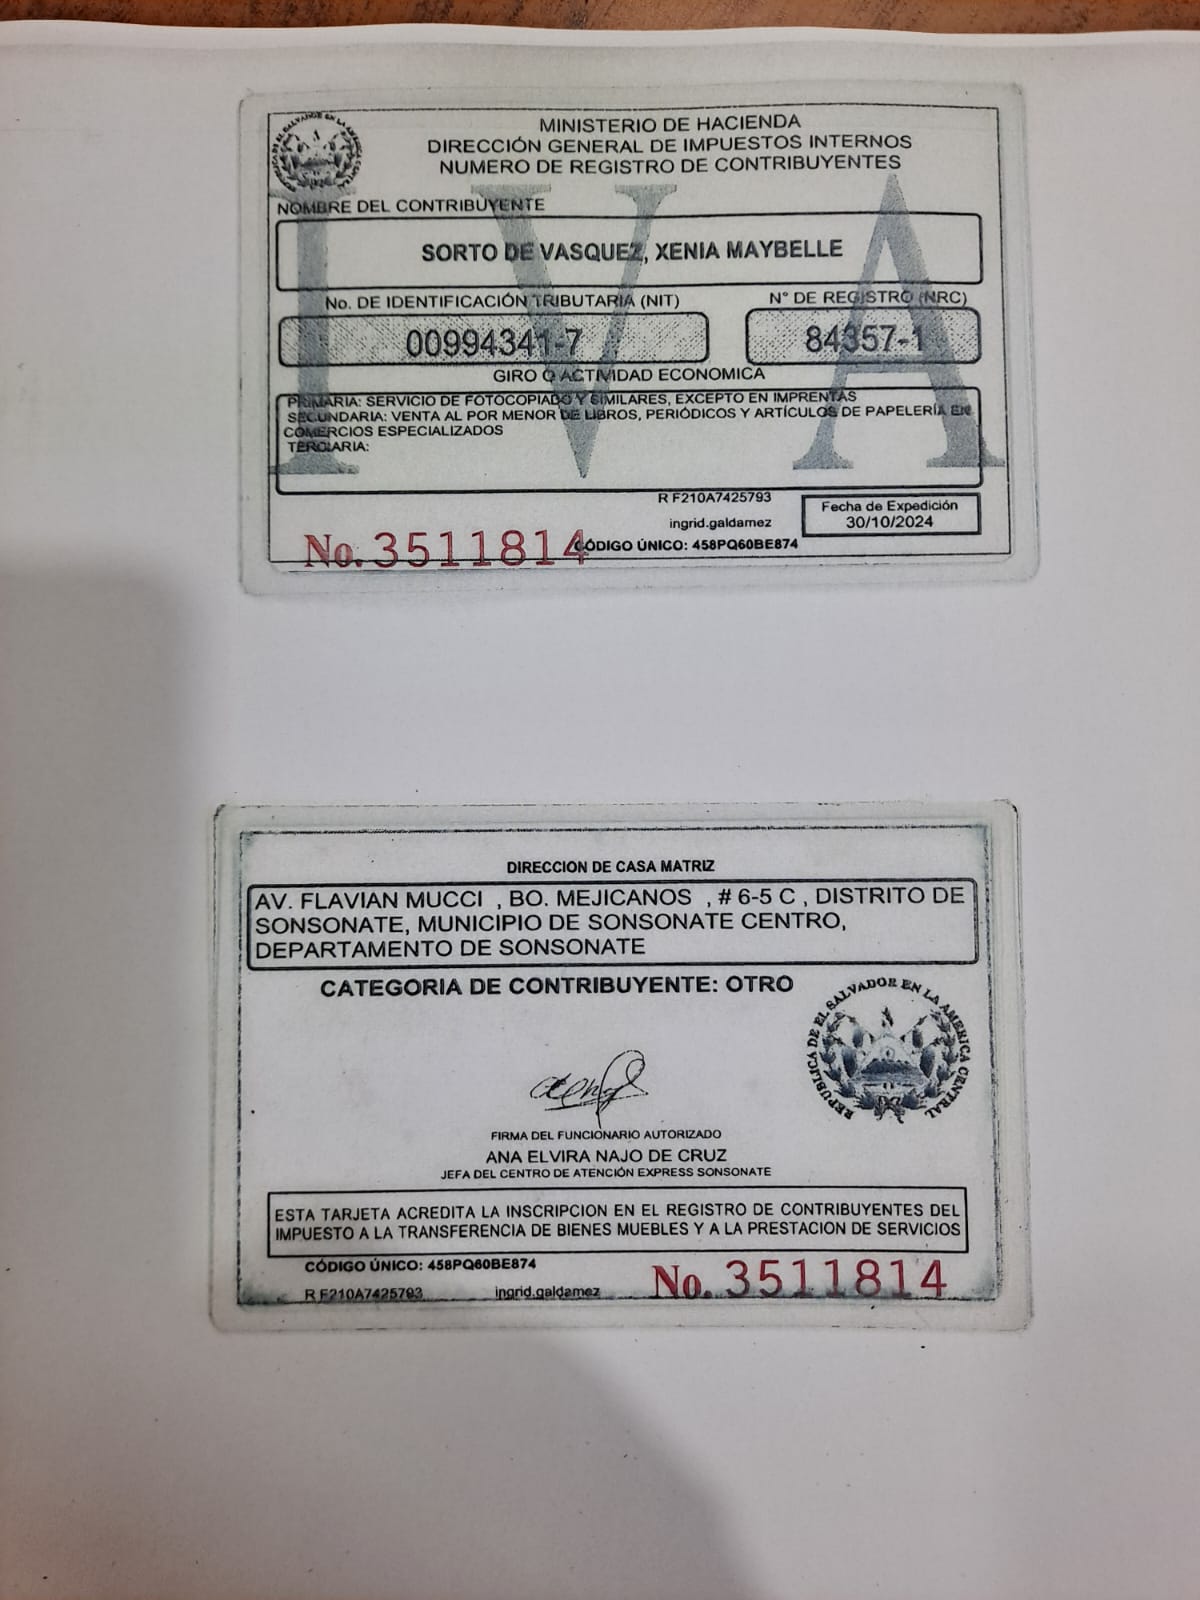 REPUBLICA DE EL SALVADOR EN LA AMERICA CENTRAL
MINISTERIO DE HACIENDA
DIRECCIÓN GENERAL DE IMPUESTOS INTERNOS
NUMERO DE REGISTRO DE CONTRIBUYENTES
IVA
NOMBRE DEL CONTRIBUYENTE
SORTO DE VASQUEZ, XENIA MAYBELLE
No. DE IDENTIFICACIÓN TRIBUTARIA (NIT) N° DE REGISTRO (NRC)
00994341-7 84357-1
GIRO O ACTIVIDAD ECONOMICA
PRIMARIA: SERVICIO DE FOTOCOPIADO Y SIMILARES, EXCEPTO EN IMPRENTAS
SECUNDARIA: VENTA AL POR MENOR DE LIBROS, PERIÓDICOS Y ARTÍCULOS DE PAPELERÍA EN
COMERCIOS ESPECIALIZADOS
TERCIARIA:
R F210A7425793
ingrid.galdamez
Fecha de Expedición
30/10/2024
No. 3511814 CÓDIGO ÚNICO: 458PQ60BE874
DIRECCION DE CASA MATRIZ
AV. FLAVIAN MUCCI , BO. MEJICANOS , # 6-5 C , DISTRITO DE
SONSONATE, MUNICIPIO DE SONSONATE CENTRO,
DEPARTAMENTO DE SONSONATE
CATEGORIA DE CONTRIBUYENTE: OTRO
REPUBLICA DE EL SALVADOR EN LA AMERICA CENTRAL
FIRMA DEL FUNCIONARIO AUTORIZADO
ANA ELVIRA NAJO DE CRUZ
JEFA DEL CENTRO DE ATENCIÓN EXPRESS SONSONATE
ESTA TARJETA ACREDITA LA INSCRIPCION EN EL REGISTRO DE CONTRIBUYENTES DEL
IMPUESTO A LA TRANSFERENCIA DE BIENES MUEBLES Y A LA PRESTACION DE SERVICIOS
CÓDIGO ÚNICO: 458PQ60BE874
R F210A7425793 ingrid.galdamez No. 3511814